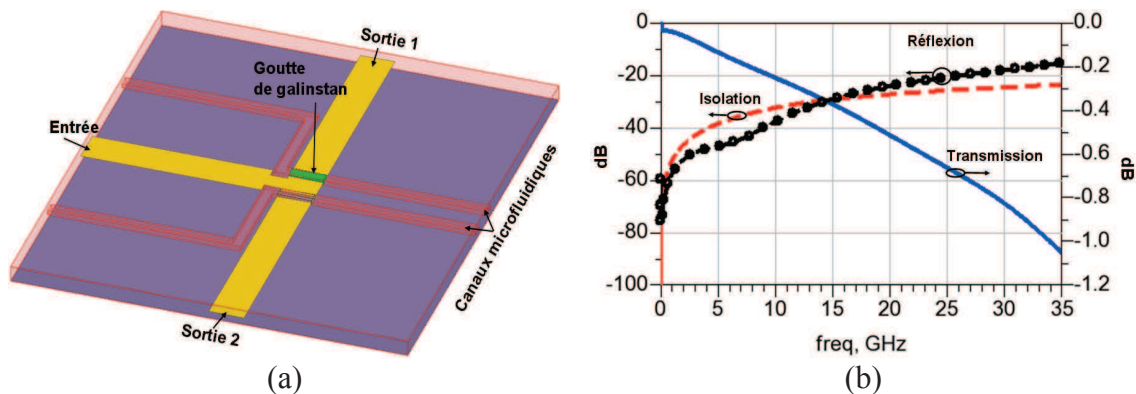 Sortie 1
Goutte
de galinstan
Entrée
Canaux microfluidiques
Sortie 2
(a)
dB
0
-20
-40
-60
-80
-100
Réflexion
Isolation
Transmission
0.0
-0.2
-0.4
-0.6
-0.8
-1.0
-1.2
dB
0 5 10 15 20 25 30 35
freq, GHz
(b)